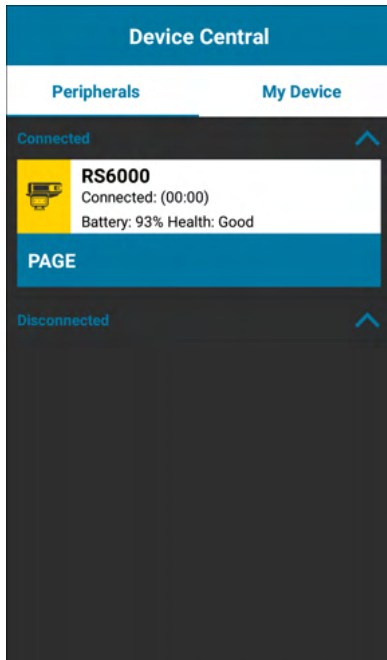 Device Central
Peripherals My Device
Connected
RS6000
Connected: (00:00)
Battery: 93% Health: Good
PAGE
Disconnected